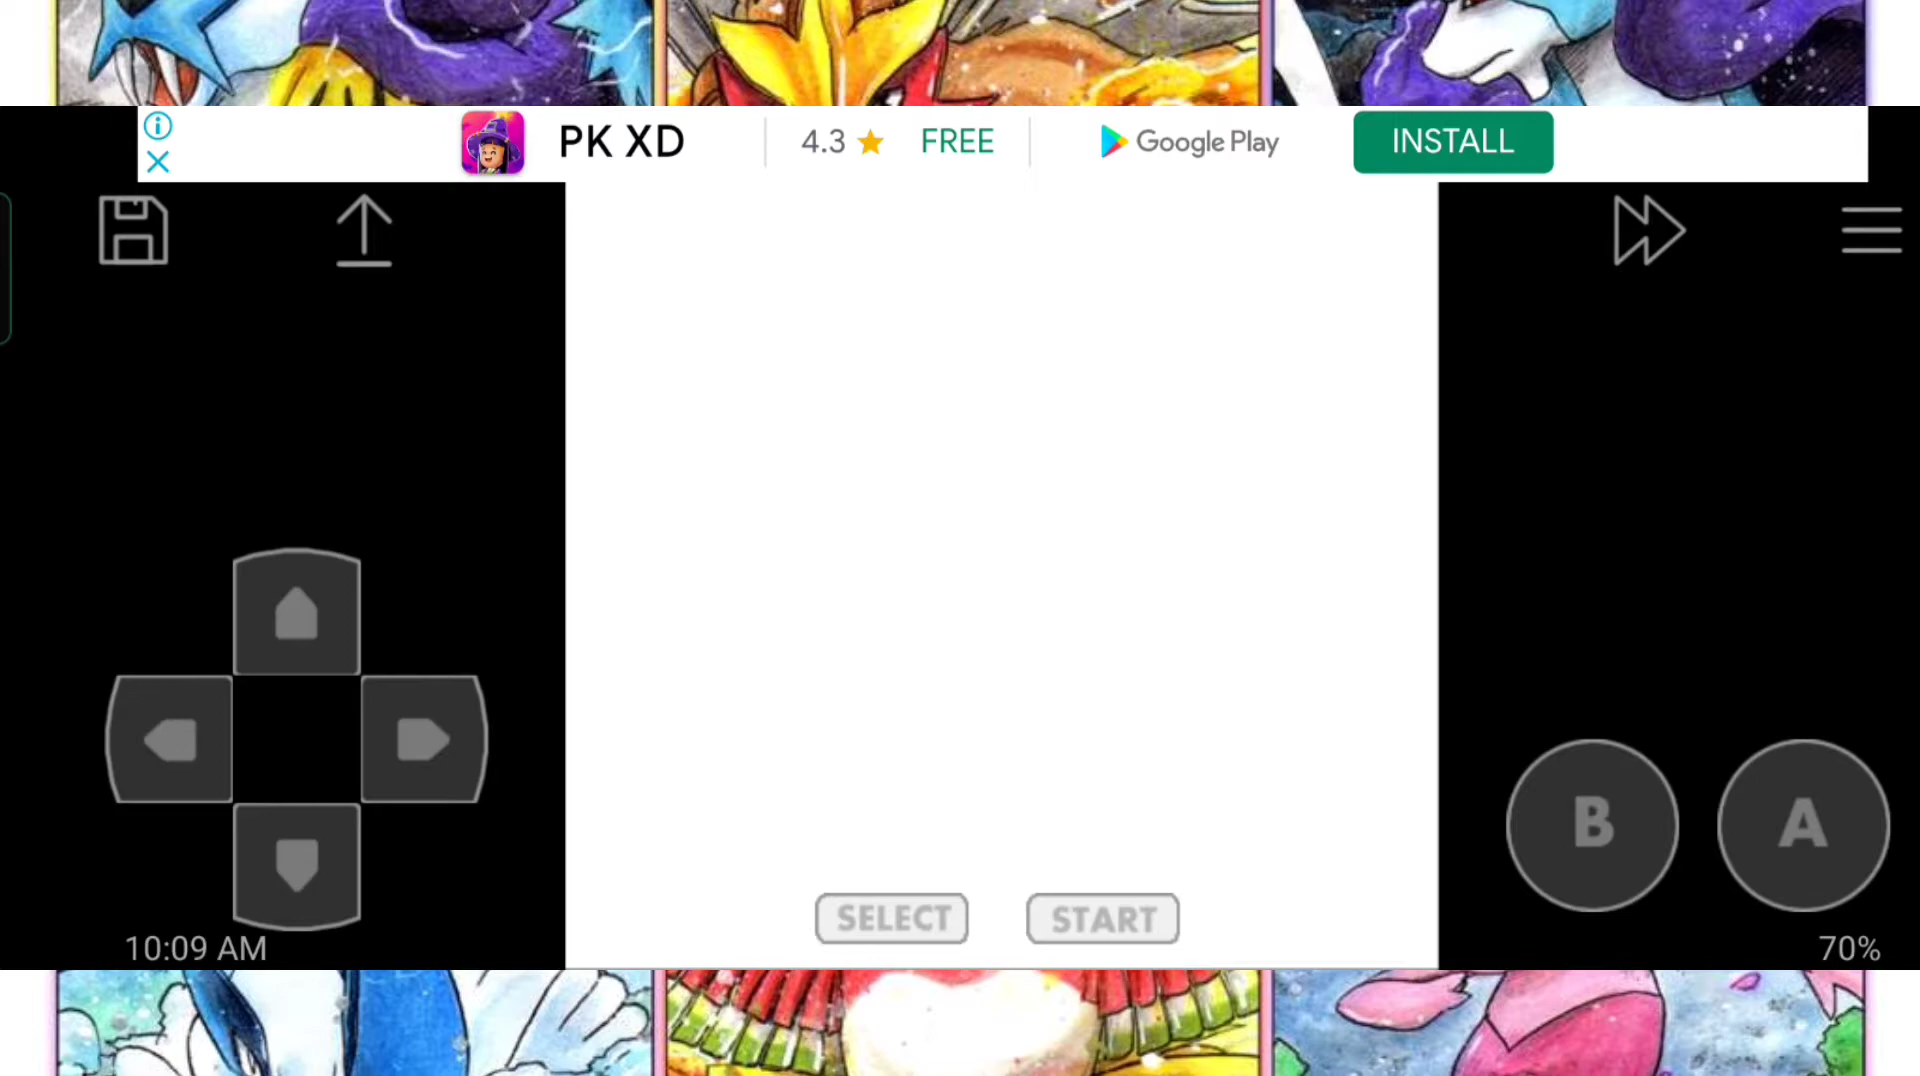 PK XD 4.3 FREE Google Play INSTALL
B A
SELECT START
10:09 AM 70%